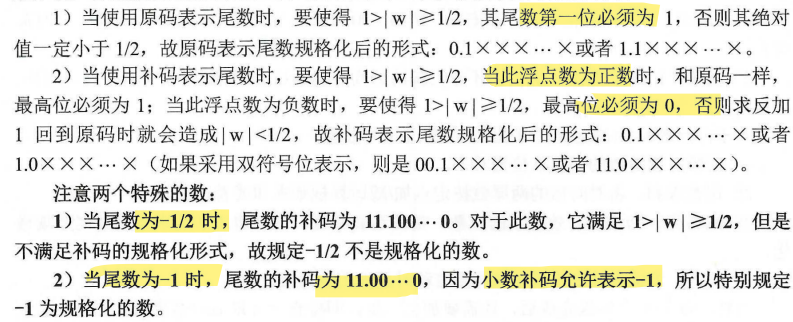 1）当使用原码表示尾数时，要使得 1>| w |≥1/2，其尾数第一位必须为 1，否则其绝对
值一定小于 1/2，故原码表示尾数规格化后的形式：0.1×××…×或者 1.1×××…×。
2）当使用补码表示尾数时，要使得 1>| w |≥1/2，当此浮点数为正数时，和原码一样，
最高位必须为 1；当此浮点数为负数时，要使得 1>| w |≥1/2，最高位必须为 0，否则求反加
1 回到原码时就会造成| w |<1/2，故补码表示尾数规格化后的形式：0.1×××…×或者
1.0×××…×（如果采用双符号位表示，则是 00.1×××…×或者 11.0×××…×）。
注意两个特殊的数：
1）当尾数为-1/2 时，尾数的补码为 11.100…0。对于此数，它满足 1>| w |≥1/2，但是
不满足补码的规格化形式，故规定-1/2 不是规格化的数。
2）当尾数为-1 时，尾数的补码为 11.00…0，因为小数补码允许表示-1，所以特别规定
-1 为规格化的数。